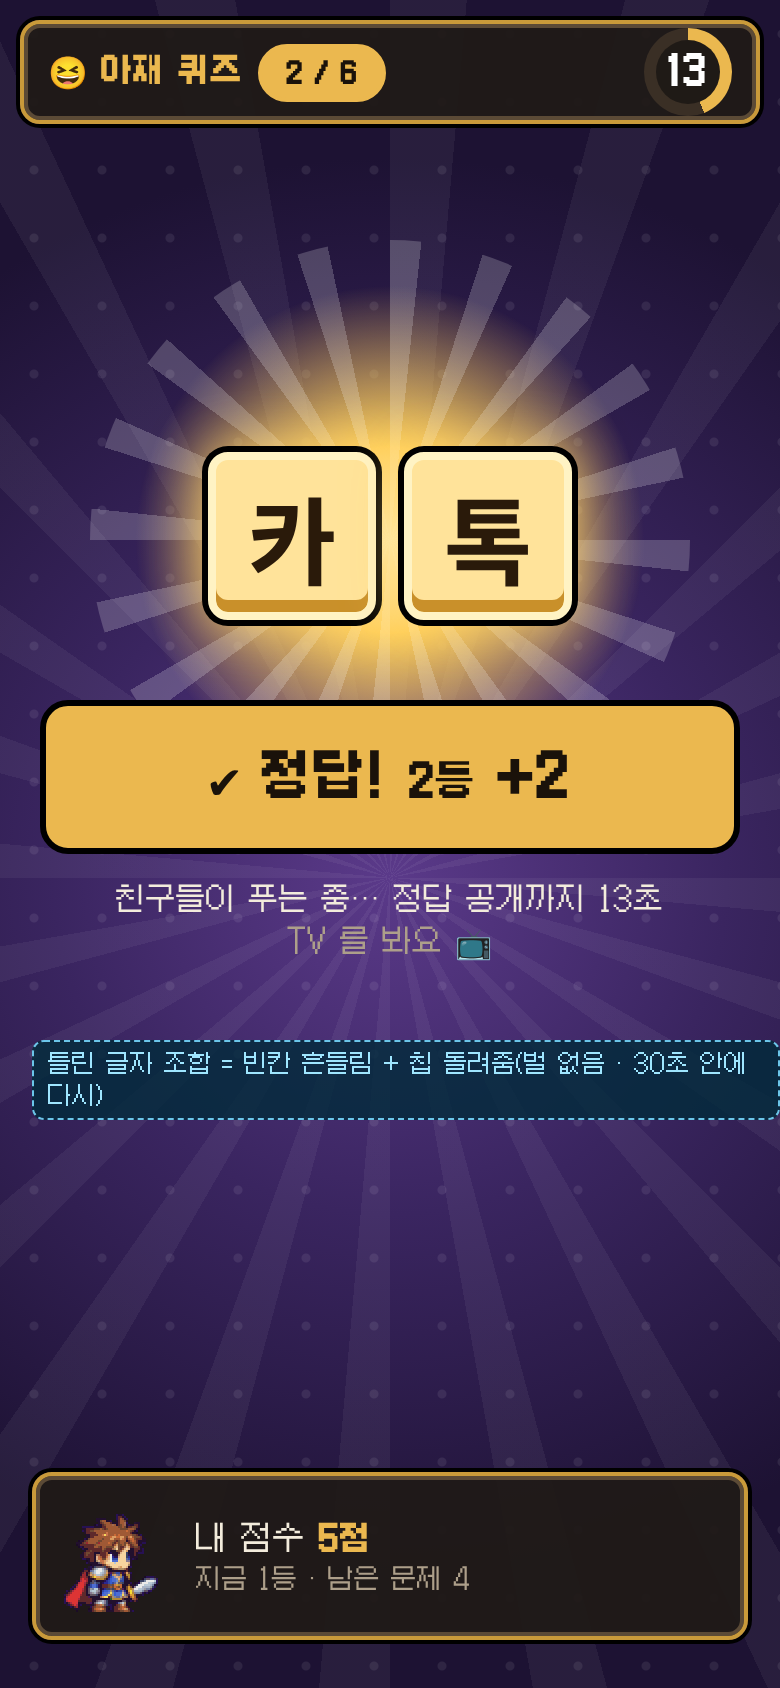 😆 아재 퀴즈 2 / 6 13
카 톡
✔ 정답! 2등 +2
친구들이 푸는 중… 정답 공개까지 13초
TV 를 봐요 📺
틀린 글자 조합 = 빈칸 흔들림 + 칩 돌려줌(벌 없음 · 30초 안에
다시)
내 점수 5점
지금 1등 · 남은 문제 4